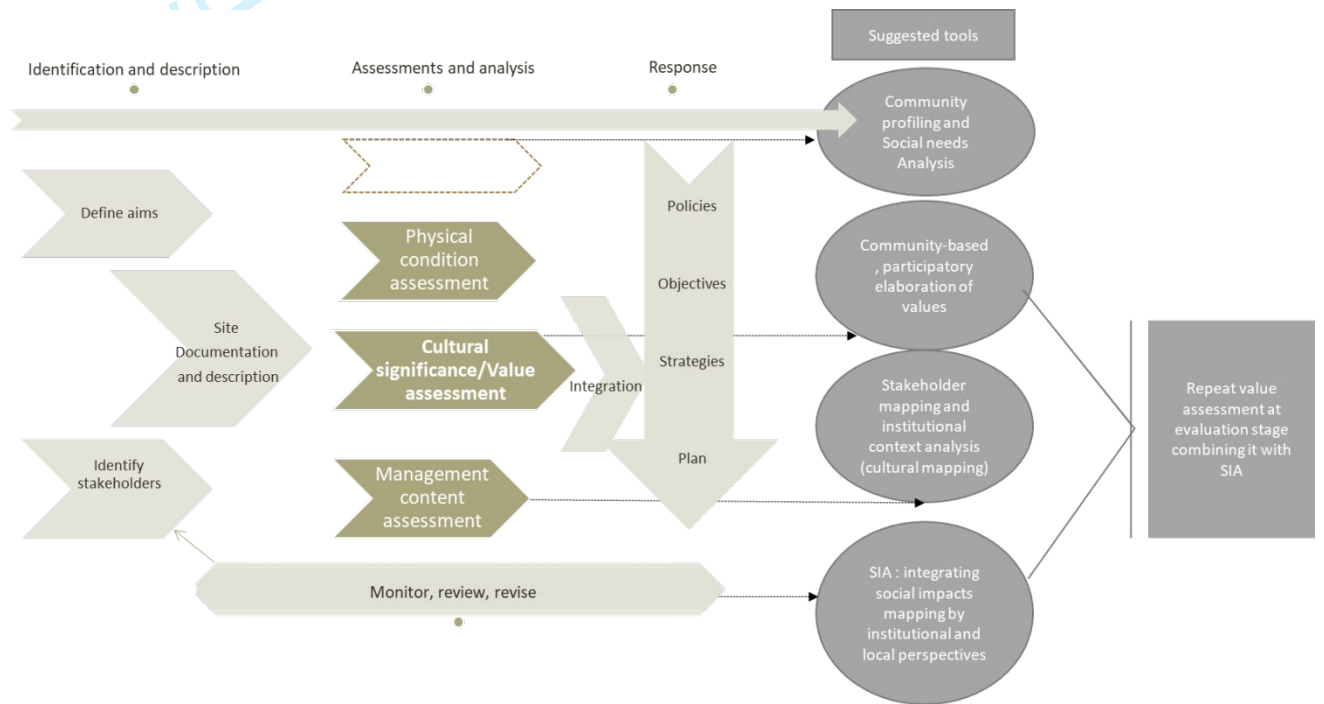 Suggested tools
Identification and description
Assessments and analysis
Response
Community
profiling and
Social needs
Analysis
Define aims
Policies
Physical
condition
assessment
Community-based
, participatory
elaboration of
values
Objectives
Site
Documentation
and description
Cultural
significance/Value
assessment
Integration
Strategies
Stakeholder
mapping and
institutional
context analysis
(cultural mapping)
Repeat value
assessment at
evaluation stage
combining it with
SIA
Identify
stakeholders
Management
content
assessment
Plan
Monitor, review, revise
SIA : integrating
social impacts
mapping by
institutional and
local perspectives